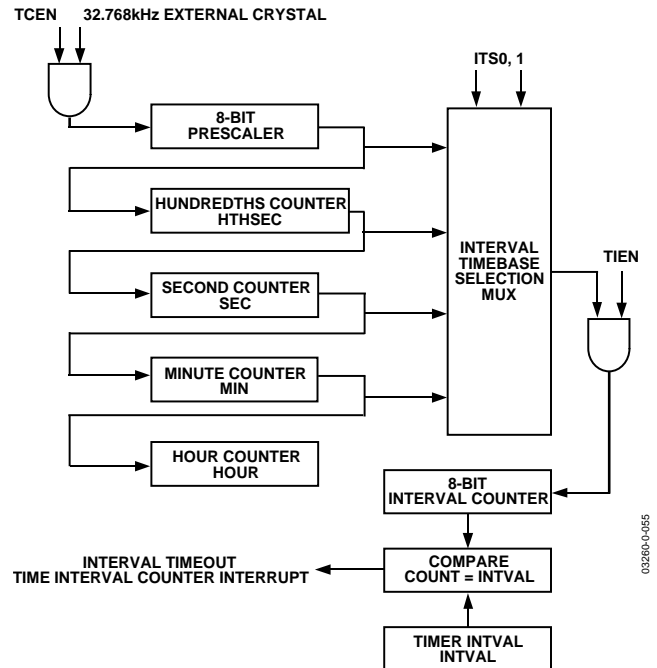 TCEN 32.768kHz EXTERNAL CRYSTAL
ITS0, 1
8-BIT
PRESCALER
HUNDREDTHS COUNTER
HTHSEC
INTERVAL
TIMEBASE
SELECTION
MUX
TIEN
SECOND COUNTER
SEC
MINUTE COUNTER
MIN
HOUR COUNTER
HOUR
8-BIT
INTERVAL COUNTER
INTERVAL TIMEOUT
TIME INTERVAL COUNTER INTERRUPT
COMPARE
COUNT = INTVAL
TIMER INTVAL
INTVAL
03260-0-055